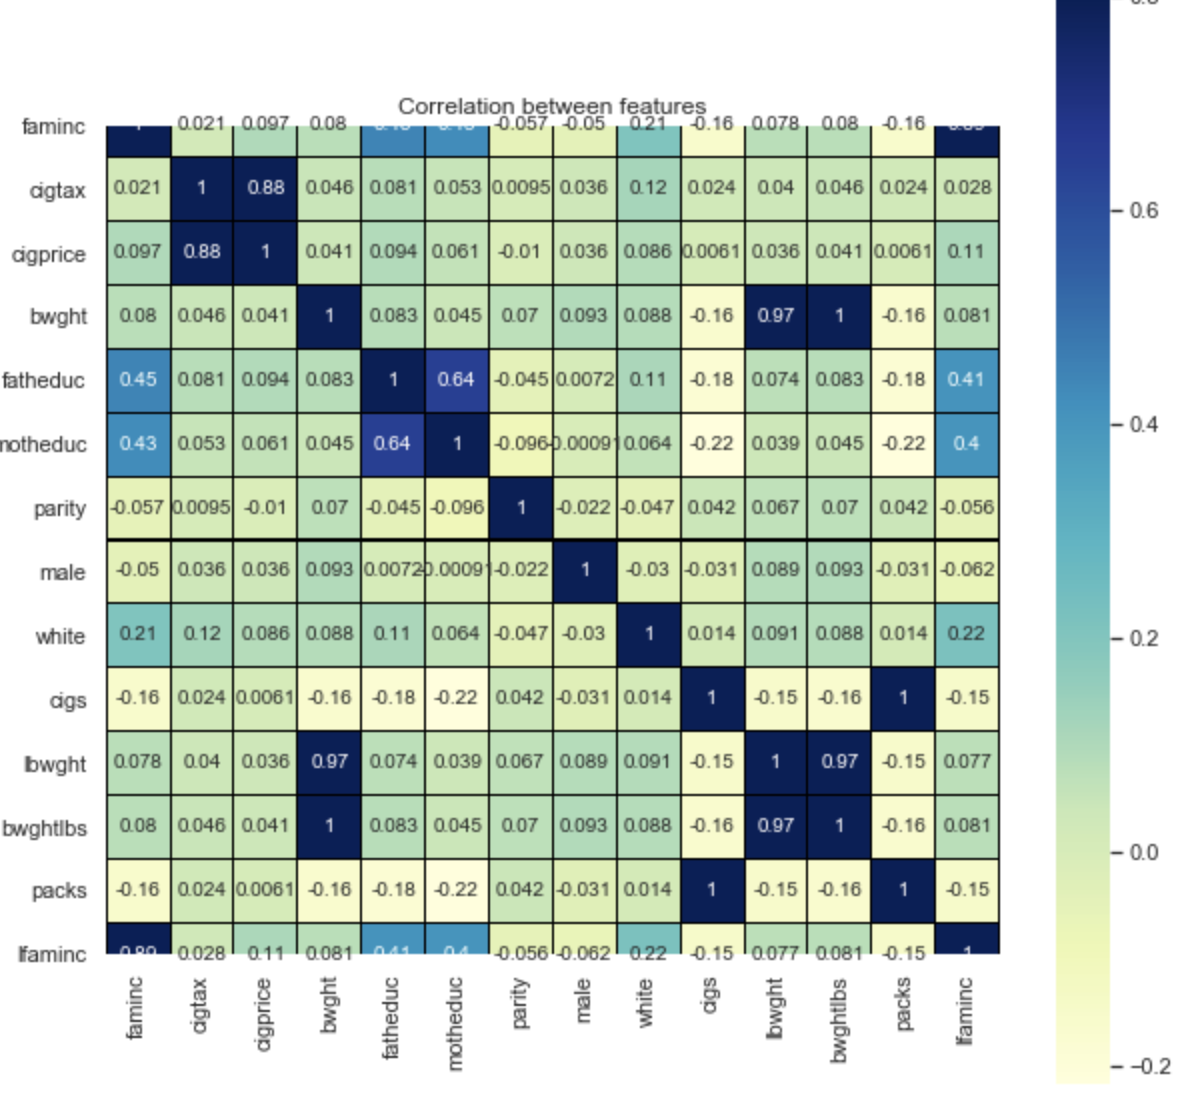 Correlation between features
faminc 0.021 0.097 0.08 -0.057 -0.05 0.21 -0.16 0.078 0.08 -0.16
cigtax 0.021 1 0.88 0.046 0.081 0.053 0.0095 0.036 0.12 0.024 0.04 0.046 0.024 0.028
cigprice 0.097 0.88 1 0.041 0.094 0.061 -0.01 0.036 0.086 0.0061 0.036 0.041 0.0061 0.11
bwght 0.08 0.046 0.041 1 0.083 0.045 0.07 0.093 0.088 -0.16 0.97 1 -0.16 0.081
fatheduc 0.45 0.081 0.094 0.083 1 0.64 -0.045 0.0072 0.11 -0.18 0.074 0.083 -0.18 0.41
motheduc 0.43 0.053 0.061 0.045 0.64 1 -0.096 -0.00091 0.064 -0.22 0.039 0.045 -0.22 0.4
parity -0.057 0.0095 -0.01 0.07 -0.045 -0.096 1 -0.022 -0.047 0.042 0.067 0.07 0.042 -0.056
male -0.05 0.036 0.036 0.093 0.0072 -0.00091 -0.022 1 -0.03 -0.031 0.089 0.093 -0.031 -0.062
white 0.21 0.12 0.086 0.088 0.11 0.064 -0.047 -0.03 1 0.014 0.091 0.088 0.014 0.22
cigs -0.16 0.024 0.0061 -0.16 -0.18 -0.22 0.042 -0.031 0.014 1 -0.15 -0.16 1 -0.15
lbwght 0.078 0.04 0.036 0.97 0.074 0.039 0.067 0.089 0.091 -0.15 1 0.97 -0.15 0.077
bwghtlbs 0.08 0.046 0.041 1 0.083 0.045 0.07 0.093 0.088 -0.16 0.97 1 -0.16 0.081
packs -0.16 0.024 0.0061 -0.16 -0.18 -0.22 0.042 -0.031 0.014 1 -0.15 -0.16 1 -0.15
lfaminc 0.89 0.028 0.11 0.081 0.41 0.4 -0.056 -0.062 0.22 -0.15 0.077 0.081 -0.15 1
faminc cigtax cigprice bwght fatheduc motheduc parity male white cigs lbwght bwghtlbs packs lfaminc
0.6
0.4
0.2
0.0
−0.2